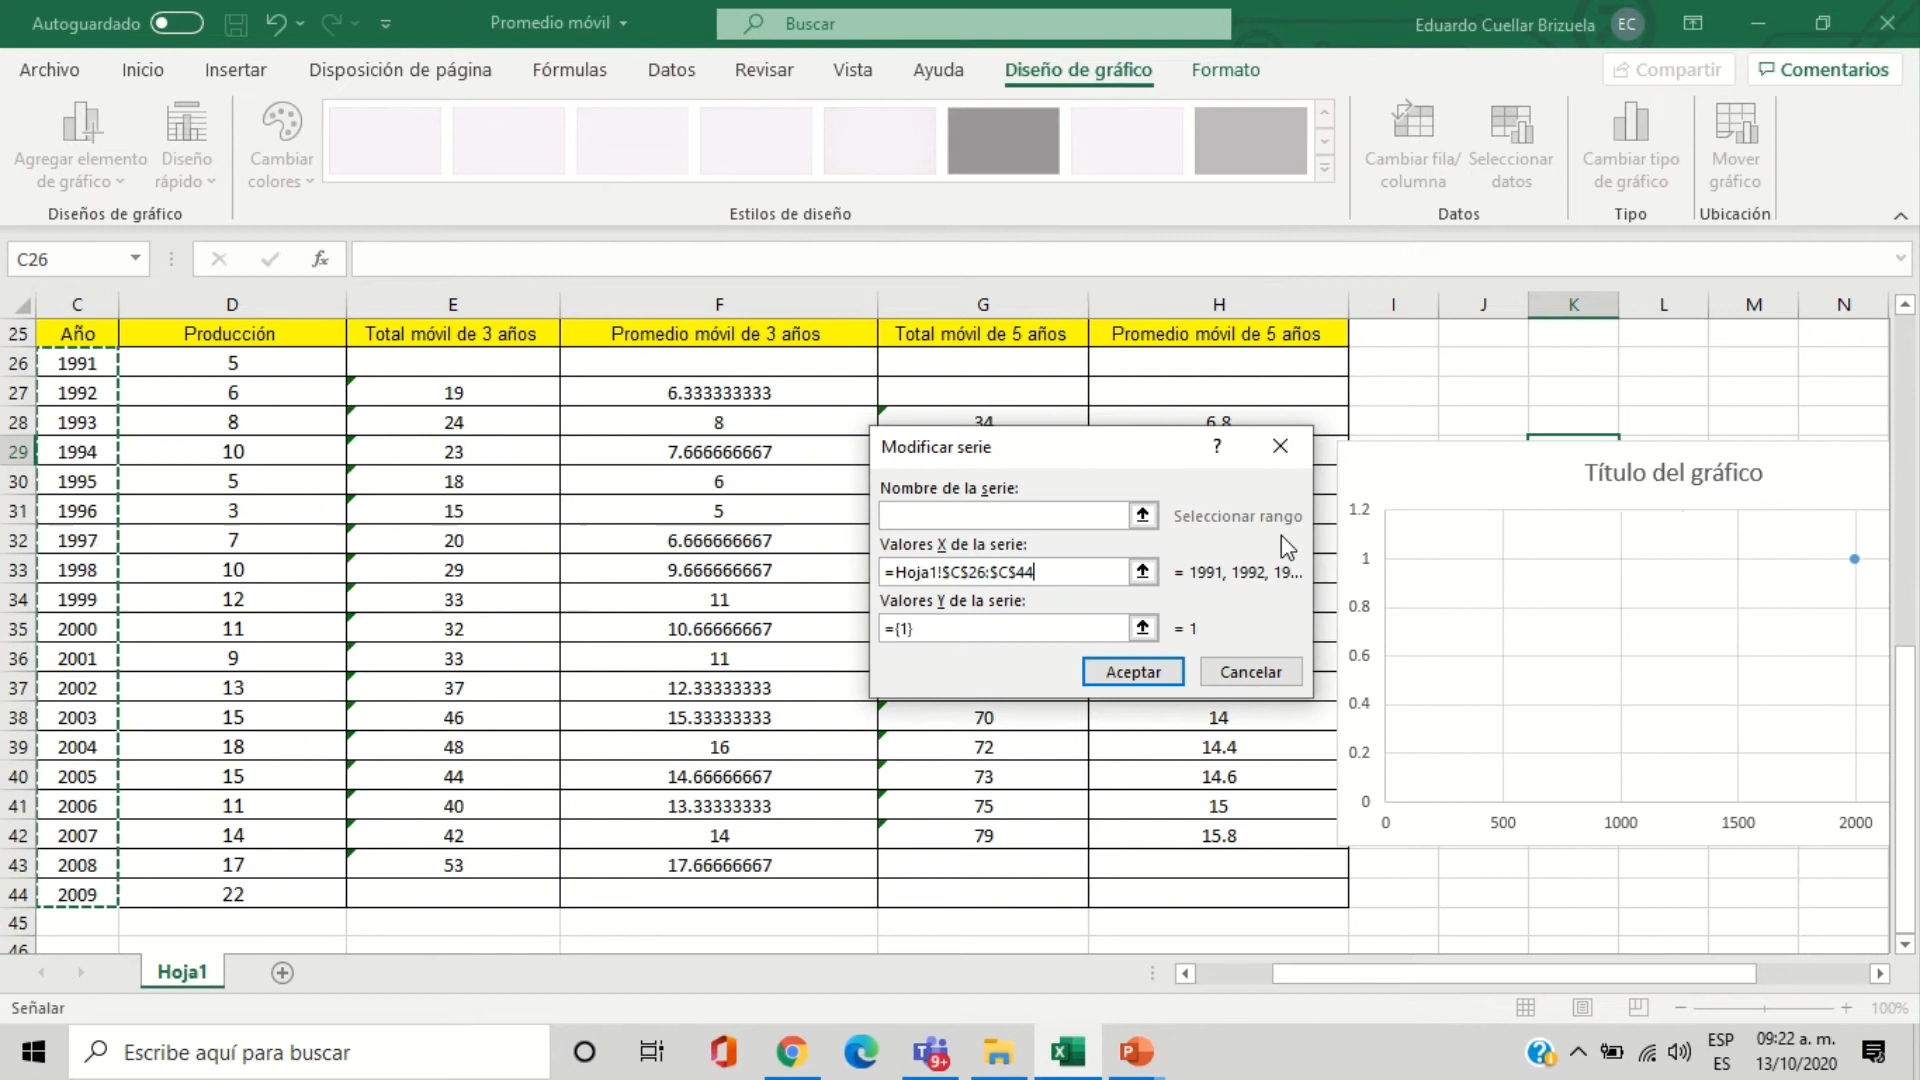 Autoguardado
Promedio móvil
Buscar
Eduardo Cuellar Brizuela
EC
Archivo Inicio Insertar Disposición de página Fórmulas Datos Revisar Vista Ayuda Diseño de gráfico Formato
Compartir
Comentarios
Agregar elemento
de gráfico
Diseño
rápido
Cambiar
colores
Cambiar fila/
columna
Seleccionar
datos
Cambiar tipo
de gráfico
Mover
gráfico
Diseños de gráfico
Estilos de diseño
Datos
Tipo
Ubicación
C26
fx
C D E F G H I J K L M N
25 Año Producción Total móvil de 3 años Promedio móvil de 3 años Total móvil de 5 años Promedio móvil de 5 años
26 1991 5
27 1992 6 19 6.333333333
28 1993 8 24 8 34 6.8
29 1994 10 23 7.666666667
30 1995 5 18 6
31 1996 3 15 5
32 1997 7 20 6.666666667
33 1998 10 29 9.666666667
34 1999 12 33 11
35 2000 11 32 10.66666667
36 2001 9 33 11
37 2002 13 37 12.33333333
38 2003 15 46 15.33333333 70 14
39 2004 18 48 16 72 14.4
40 2005 15 44 14.66666667 73 14.6
41 2006 11 40 13.33333333 75 15
42 2007 14 42 14 79 15.8
43 2008 17 53 17.66666667
44 2009 22
45
46
Modificar serie
?
Nombre de la serie:
Seleccionar rango
Valores X de la serie:
=Hoja1!$C$26:$C$44
= 1991, 1992, 19...
Valores Y de la serie:
={1}
= 1
Aceptar
Cancelar
Título del gráfico
1.2
1
0.8
0.6
0.4
0.2
0
0 500 1000 1500 2000
Hoja1
Señalar
100%
Escribe aquí para buscar
9+
ESP
ES
09:22 a. m.
13/10/2020